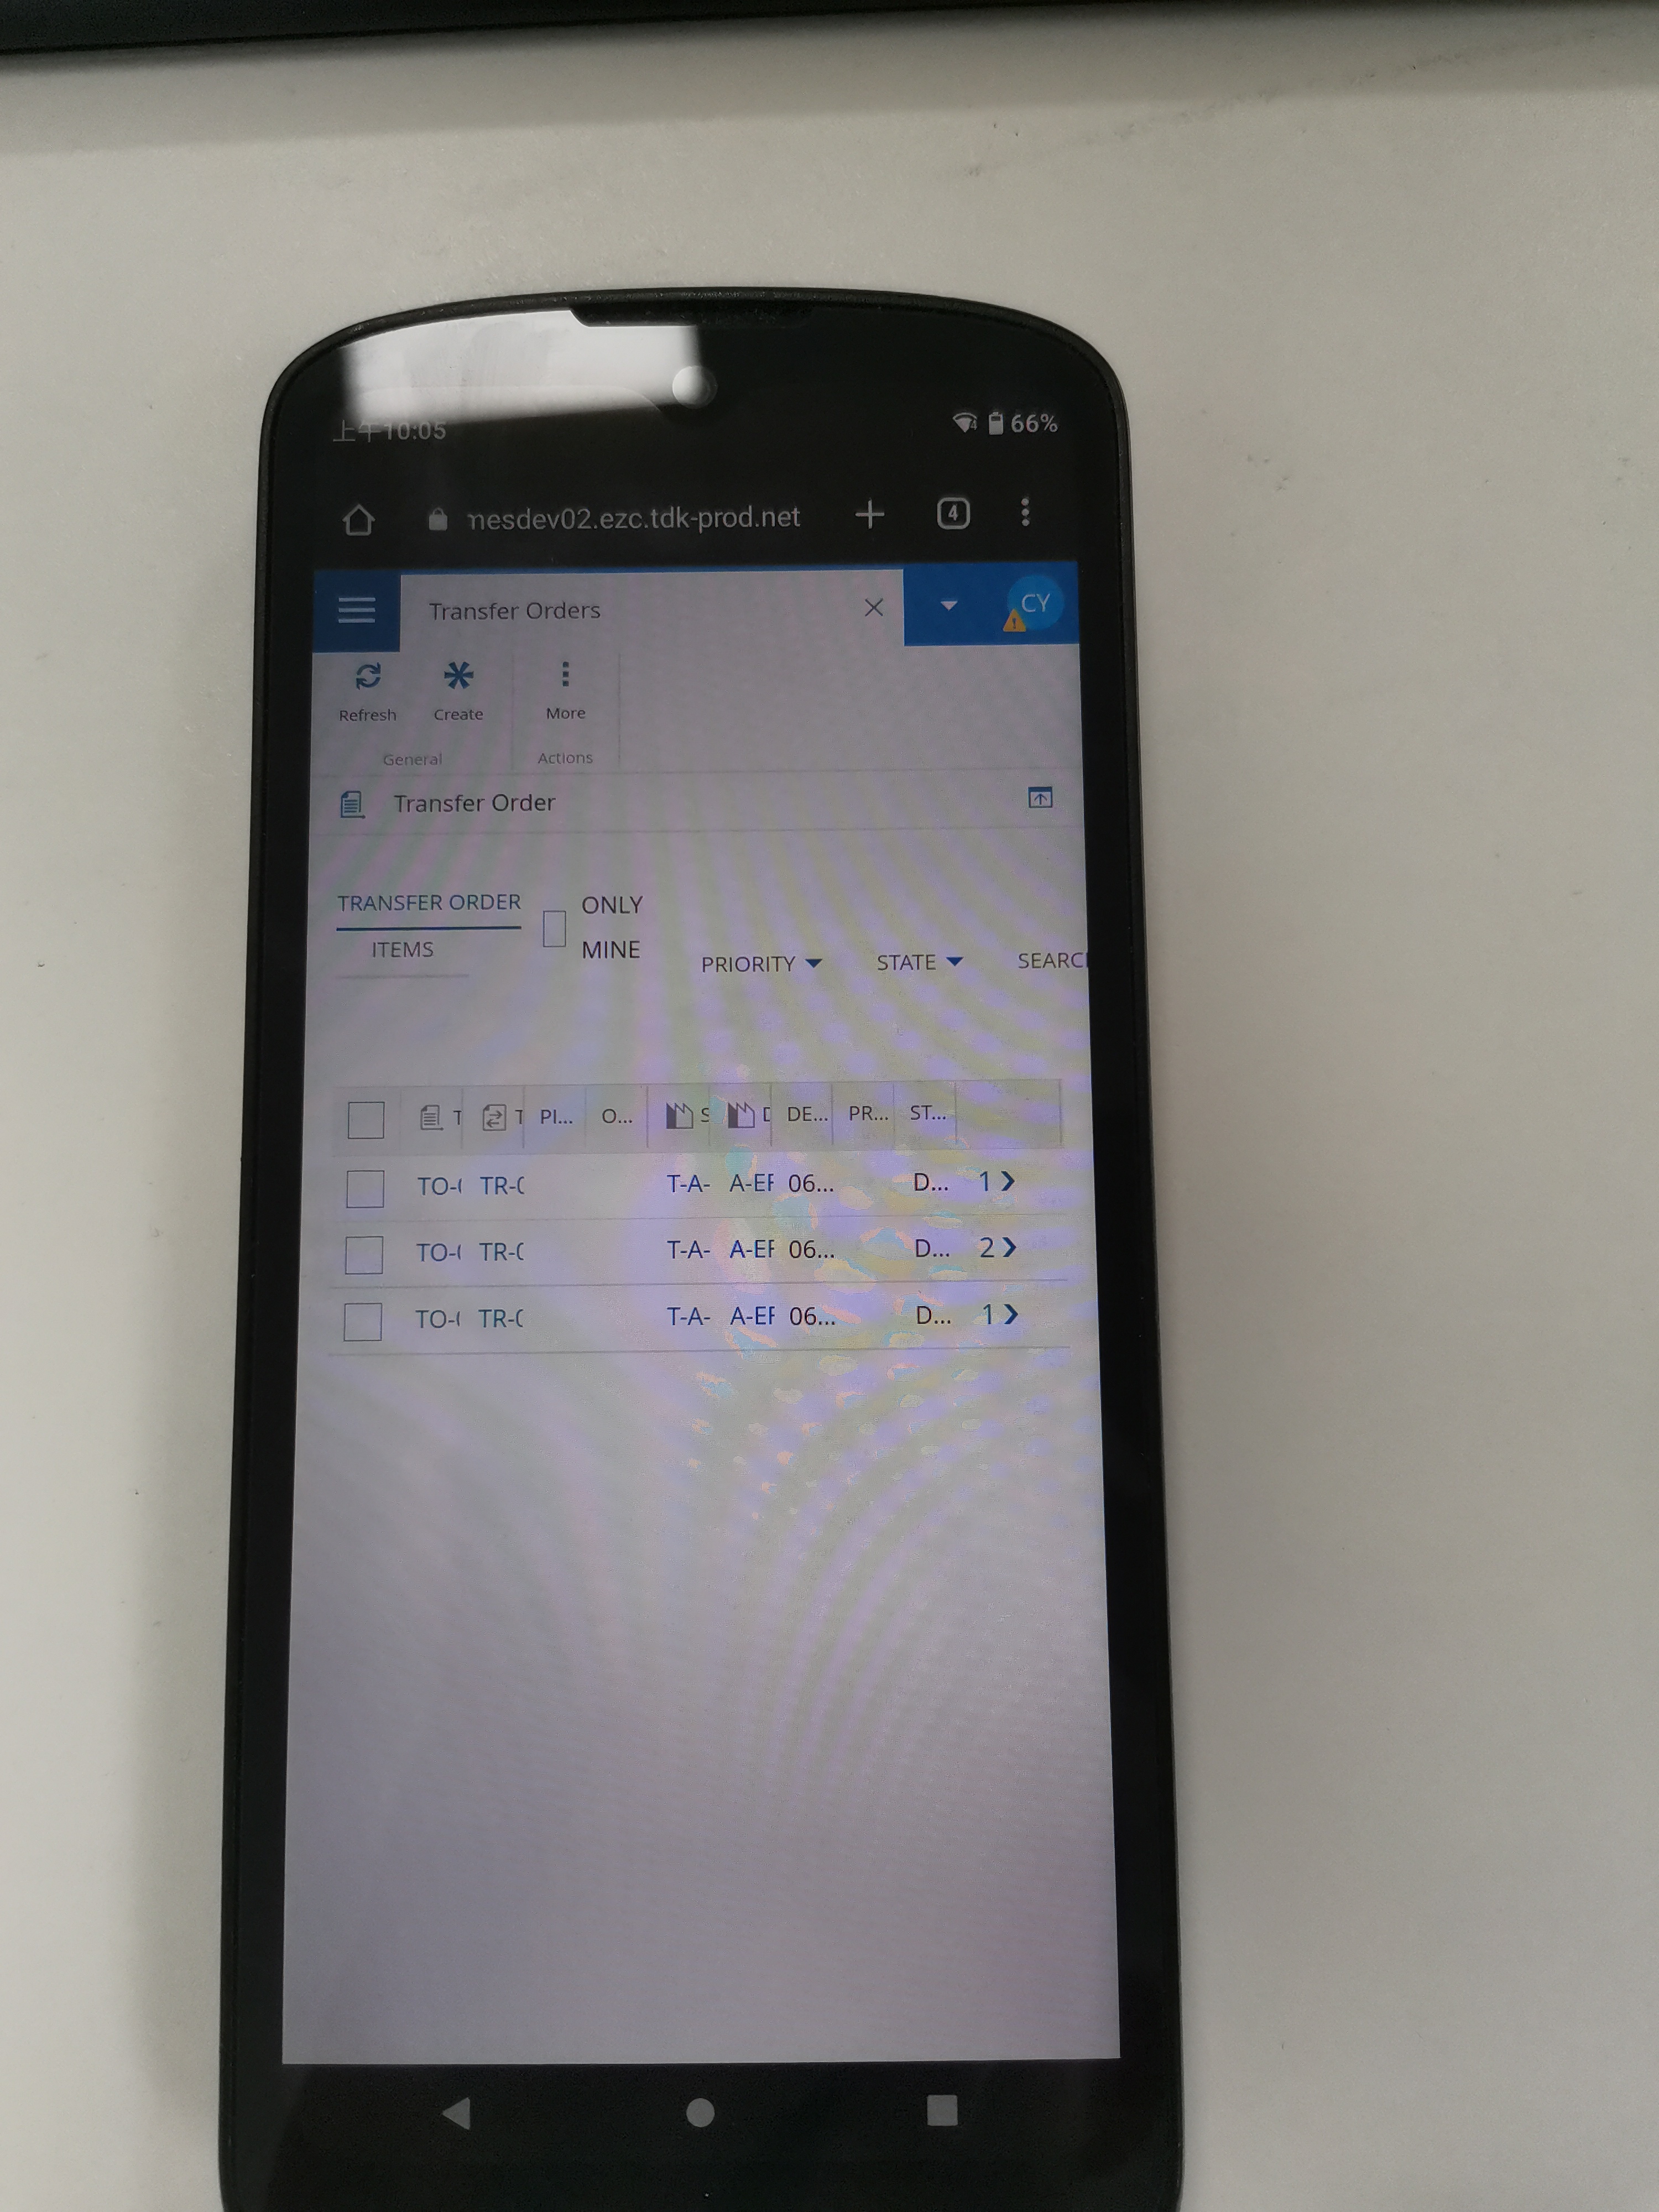 上午10:05 66%
mesdev02.ezc.tdk-prod.net 4
Transfer Orders CY
Refresh Create More
General Actions
Transfer Order
TRANSFER ORDER
ITEMS
ONLY
MINE
PRIORITY STATE SEARC
T T PI... O... S D DE... PR... ST...
TO- TR- T-A- A-EF 06... D... 1
TO- TR- T-A- A-EF 06... D... 2
TO- TR- T-A- A-EF 06... D... 1